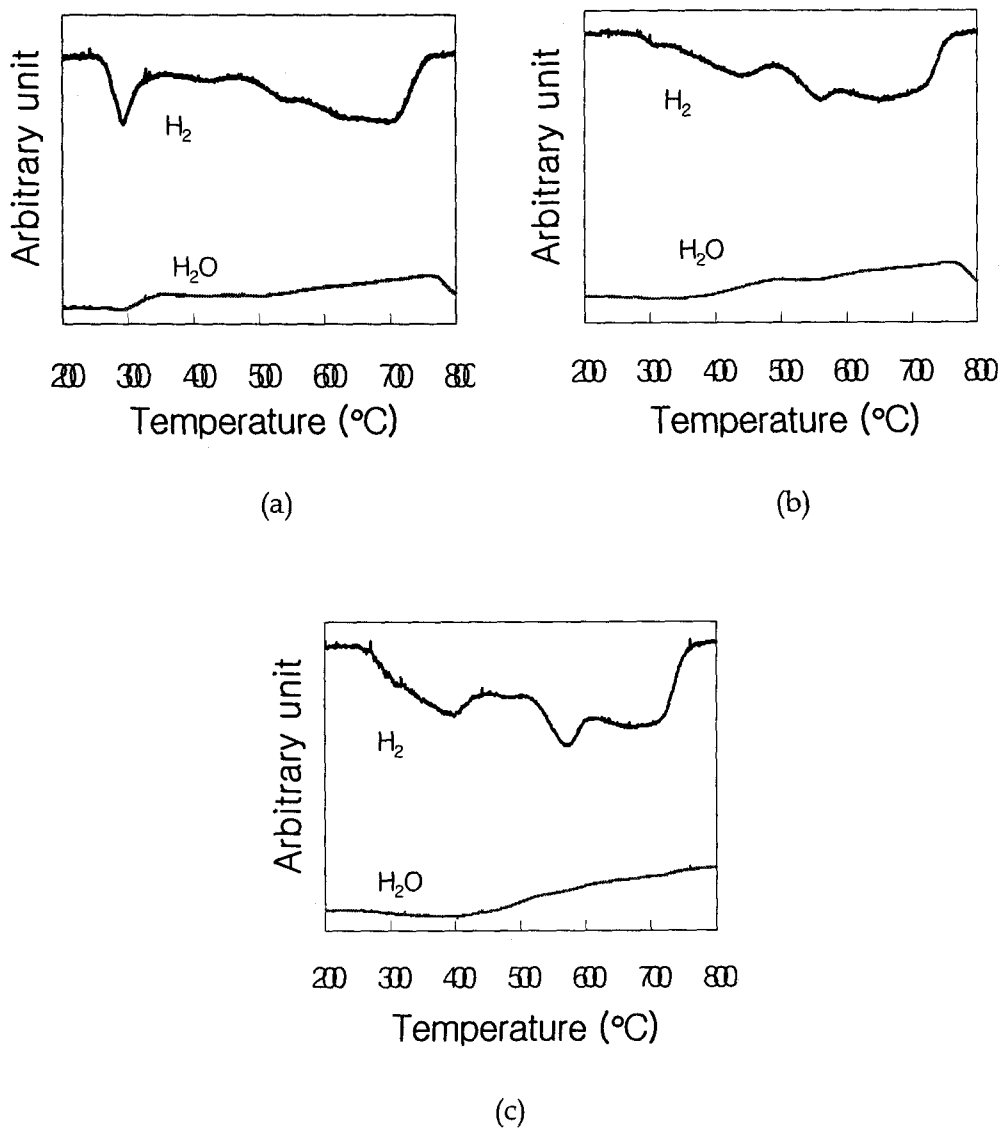 Arbitrary unit
H₂
H₂O
200 300 400 500 600 700 800
Temperature (°C)
(a)
Arbitrary unit
H₂
H₂O
200 300 400 500 600 700 800
Temperature (°C)
(b)
Arbitrary unit
H₂
H₂O
200 300 400 500 600 700 800
Temperature (°C)
(c)